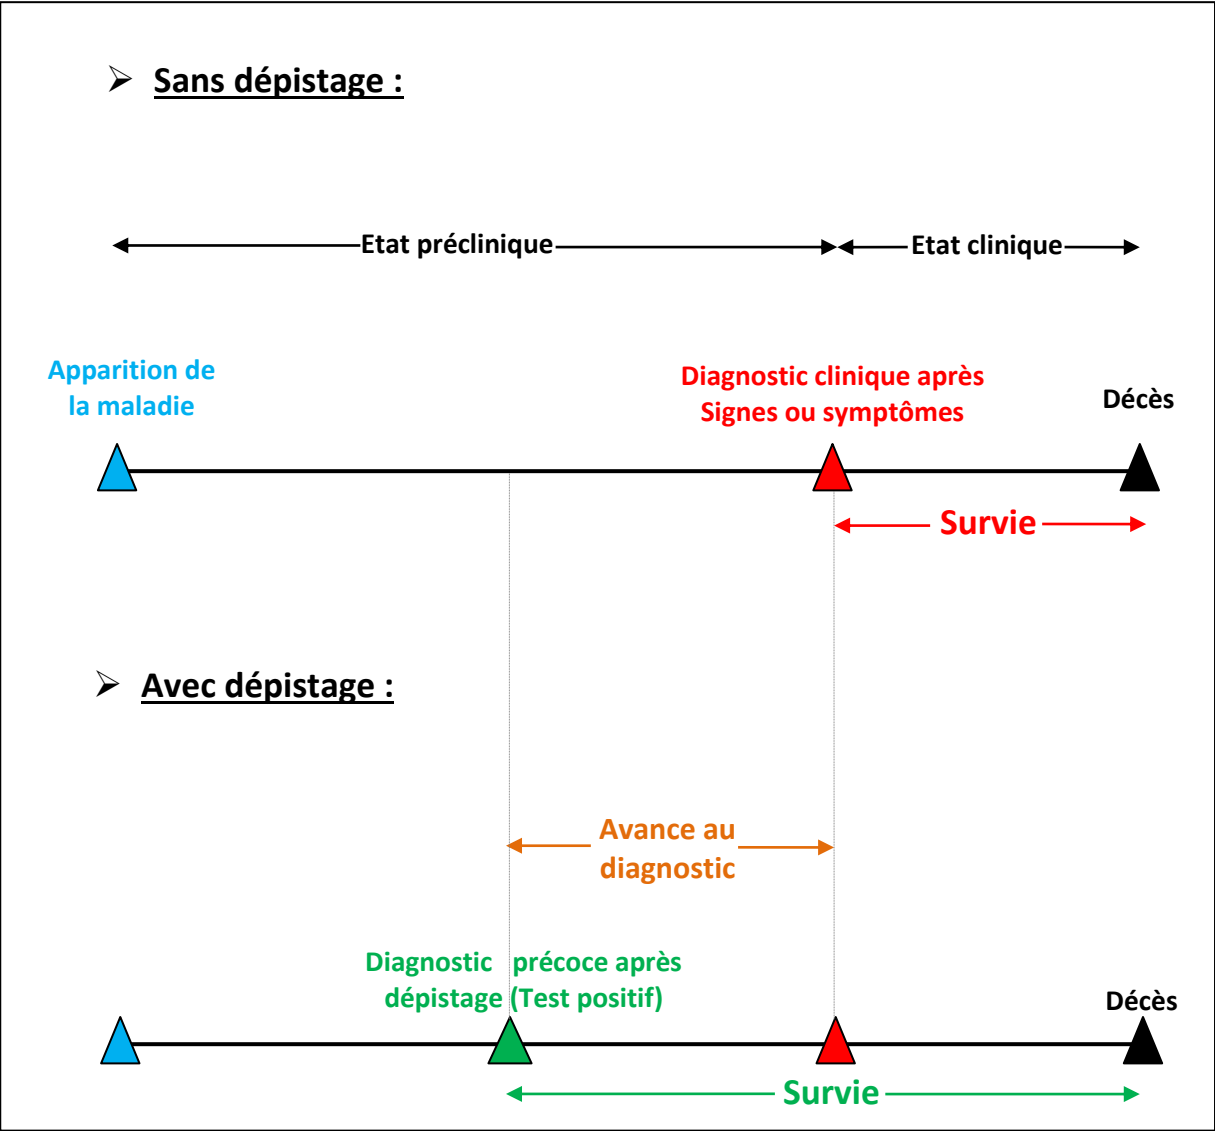 ➢ Sans dépistage :
Etat préclinique
Etat clinique
Apparition de
la maladie
Diagnostic clinique après
Signes ou symptômes
Décès
Survie
➢ Avec dépistage :
Avance au
diagnostic
Diagnostic précoce après
dépistage (Test positif)
Décès
Survie